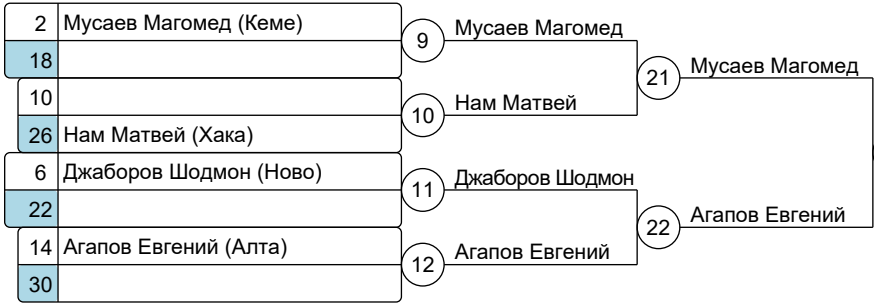 2 Мусаев Магомед (Кеме)
18
9 Мусаев Магомед
10
26 Нам Матвей (Хака)
10 Нам Матвей
21 Мусаев Магомед
6 Джаборов Шодмон (Ново)
22
11 Джаборов Шодмон
14 Агапов Евгений (Алта)
30
12 Агапов Евгений
22 Агапов Евгений